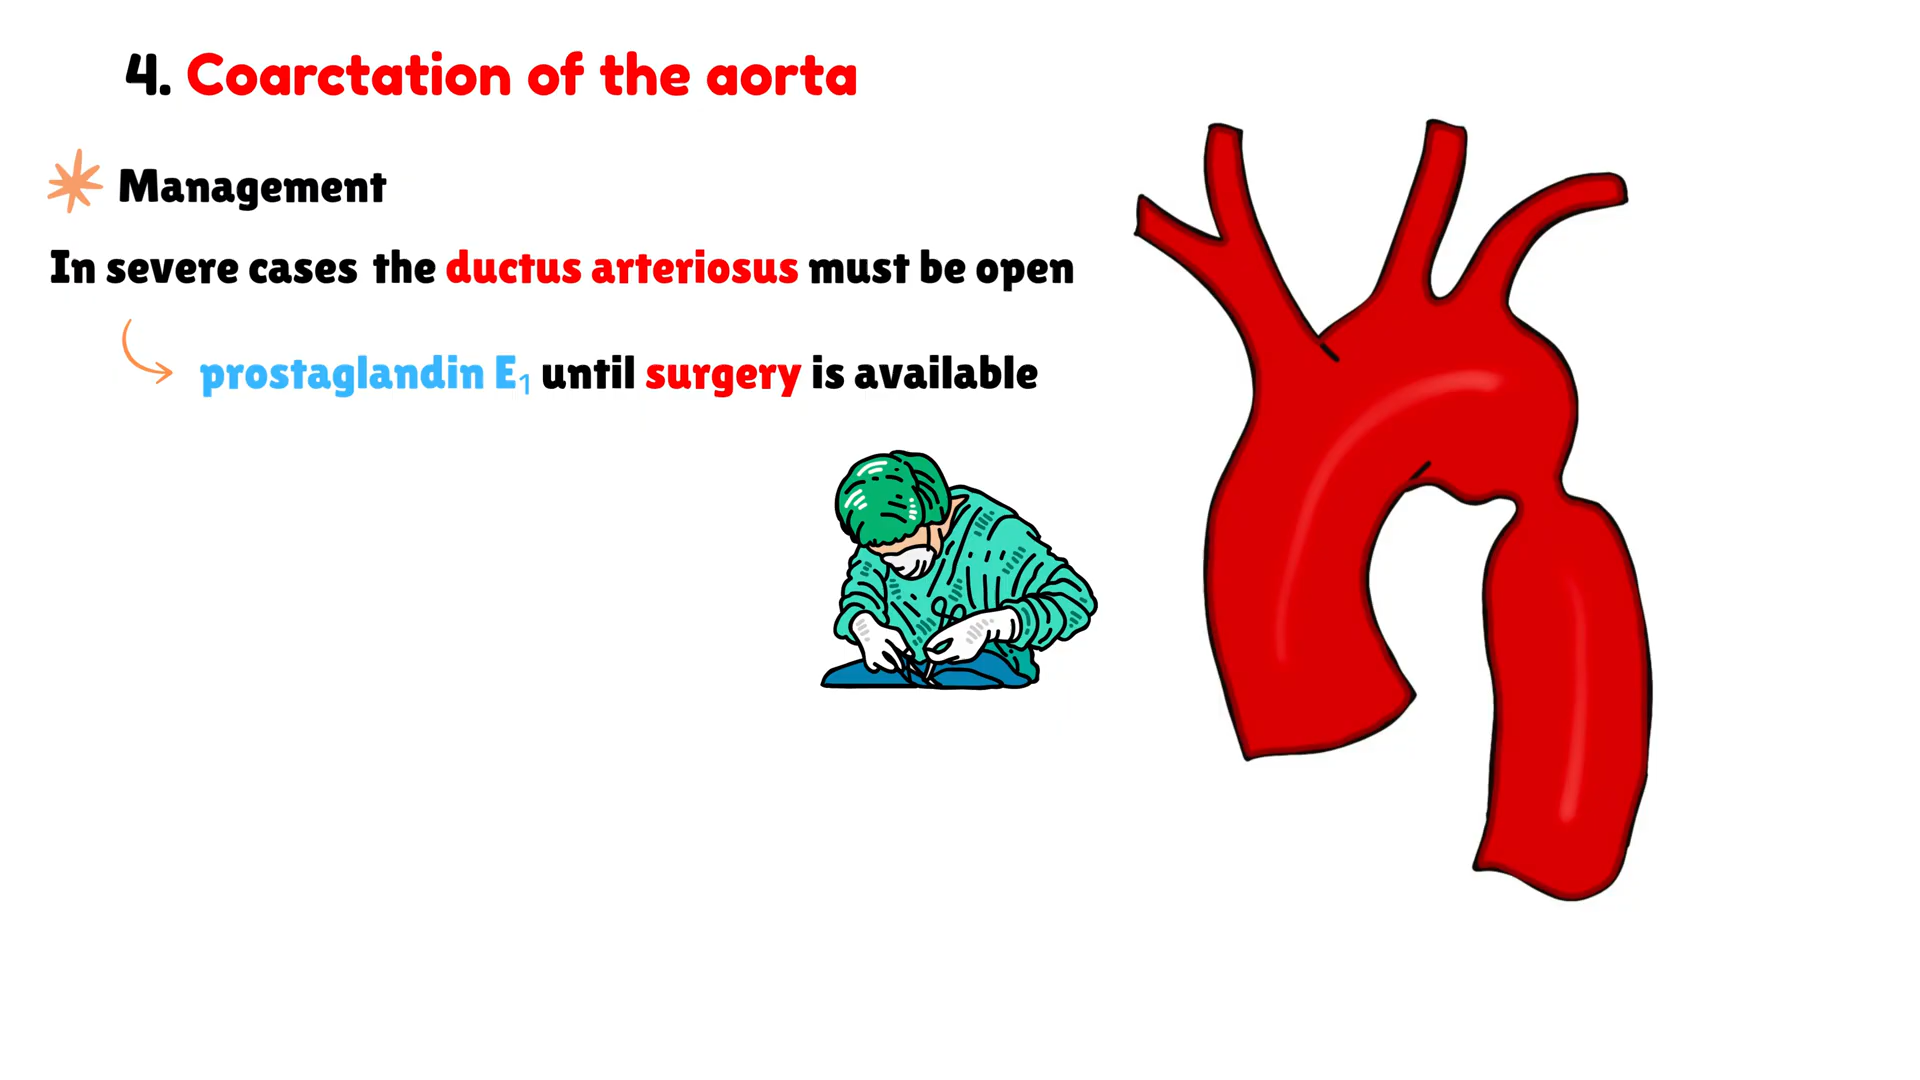 4. Coarctation of the aorta
Management
In severe cases the ductus arteriosus must be open
prostaglandin E₁ until surgery is available